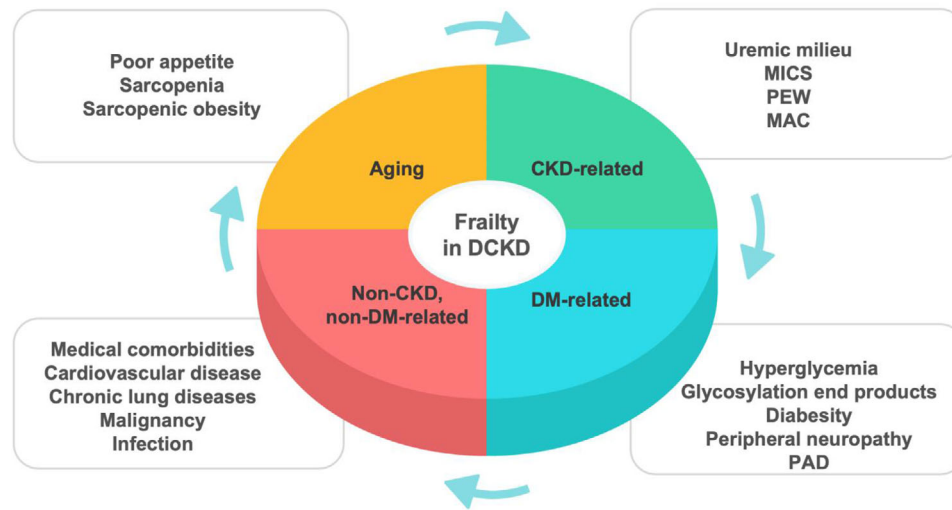 Poor appetite
Sarcopenia
Sarcopenic obesity
Uremic milieu
MICS
PEW
MAC
Aging
CKD-related
Frailty
in DCKD
Non-CKD,
non-DM-related
DM-related
Medical comorbidities
Cardiovascular disease
Chronic lung diseases
Malignancy
Infection
Hyperglycemia
Glycosylation end products
Diabesity
Peripheral neuropathy
PAD